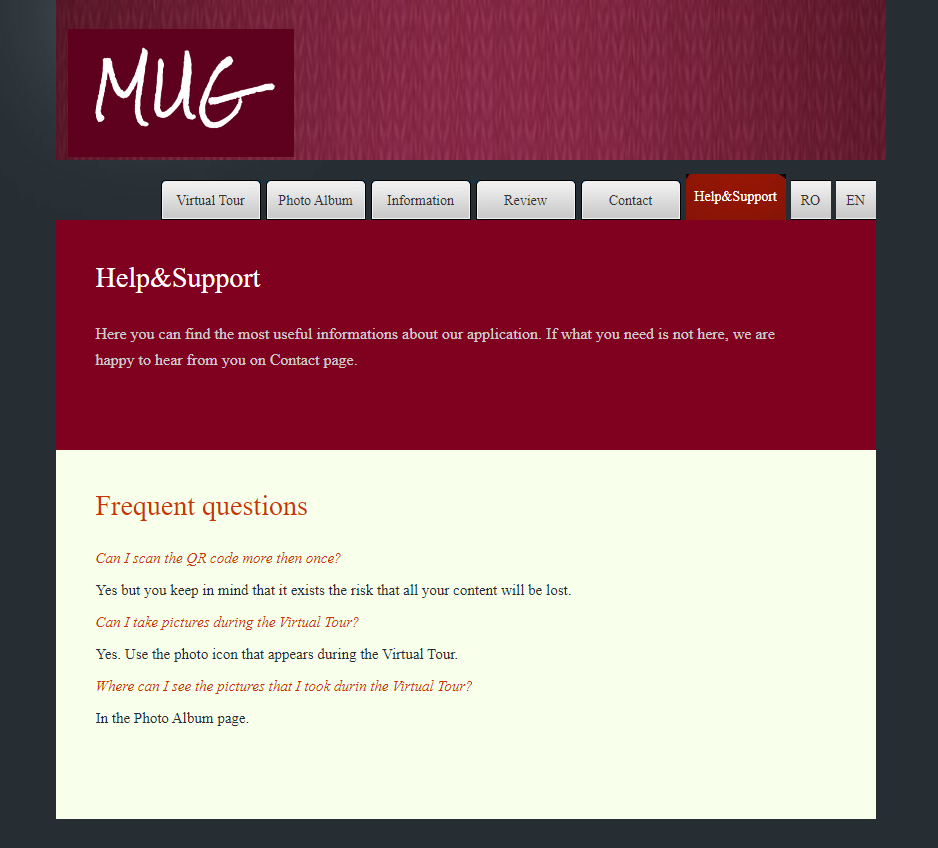 MUG
Virtual Tour
Photo Album
Information
Review
Contact
Help&Support
RO
EN
Help&Support
Here you can find the most useful informations about our application. If what you need is not here, we are
happy to hear from you on Contact page.
Frequent questions
Can I scan the QR code more then once?
Yes but you keep in mind that it exists the risk that all your content will be lost.
Can I take pictures during the Virtual Tour?
Yes. Use the photo icon that appears during the Virtual Tour.
Where can I see the pictures that I took durin the Virtual Tour?
In the Photo Album page.